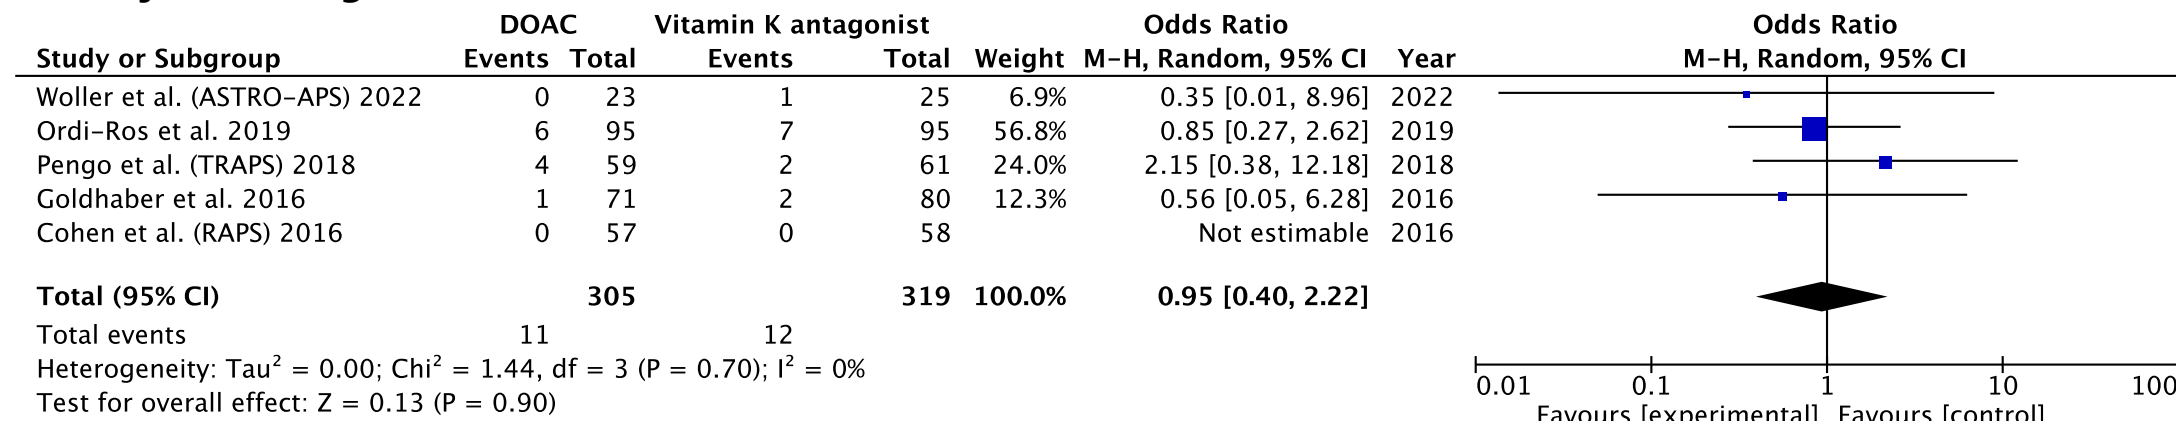 DOAC Vitamin K antagonist Odds Ratio Odds Ratio
Study or Subgroup Events Total Events Total Weight M-H, Random, 95% CI Year M-H, Random, 95% CI
Woller et al. (ASTRO-APS) 2022 0 23 1 25 6.9% 0.35 [0.01, 8.96] 2022
Ordi-Ros et al. 2019 6 95 7 95 56.8% 0.85 [0.27, 2.62] 2019
Pengo et al. (TRAPS) 2018 4 59 2 61 24.0% 2.15 [0.38, 12.18] 2018
Goldhaber et al. 2016 1 71 2 80 12.3% 0.56 [0.05, 6.28] 2016
Cohen et al. (RAPS) 2016 0 57 0 58 Not estimable 2016
Total (95% CI) 305 319 100.0% 0.95 [0.40, 2.22]
Total events 11 12
Heterogeneity: Tau² = 0.00; Chi² = 1.44, df = 3 (P = 0.70); I² = 0%
Test for overall effect: Z = 0.13 (P = 0.90)
0.01 0.1 1 10 100
Favours [experimental] Favours [control]